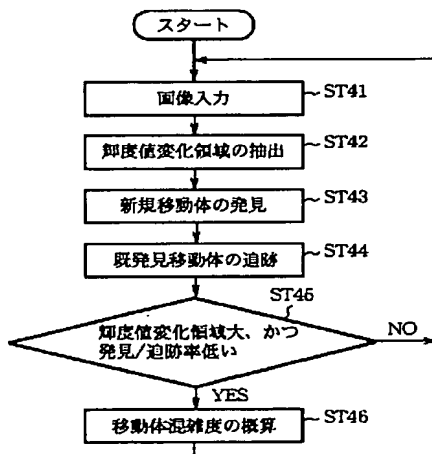 スタート
画像入力
ST41
輝度値変化領域の抽出
ST42
新規移動体の発見
ST43
既発見移動体の追跡
ST44
ST45
輝度値変化領域大、かつ
発見/追跡率低い
NO
YES
移動体混雑度の概算
ST46